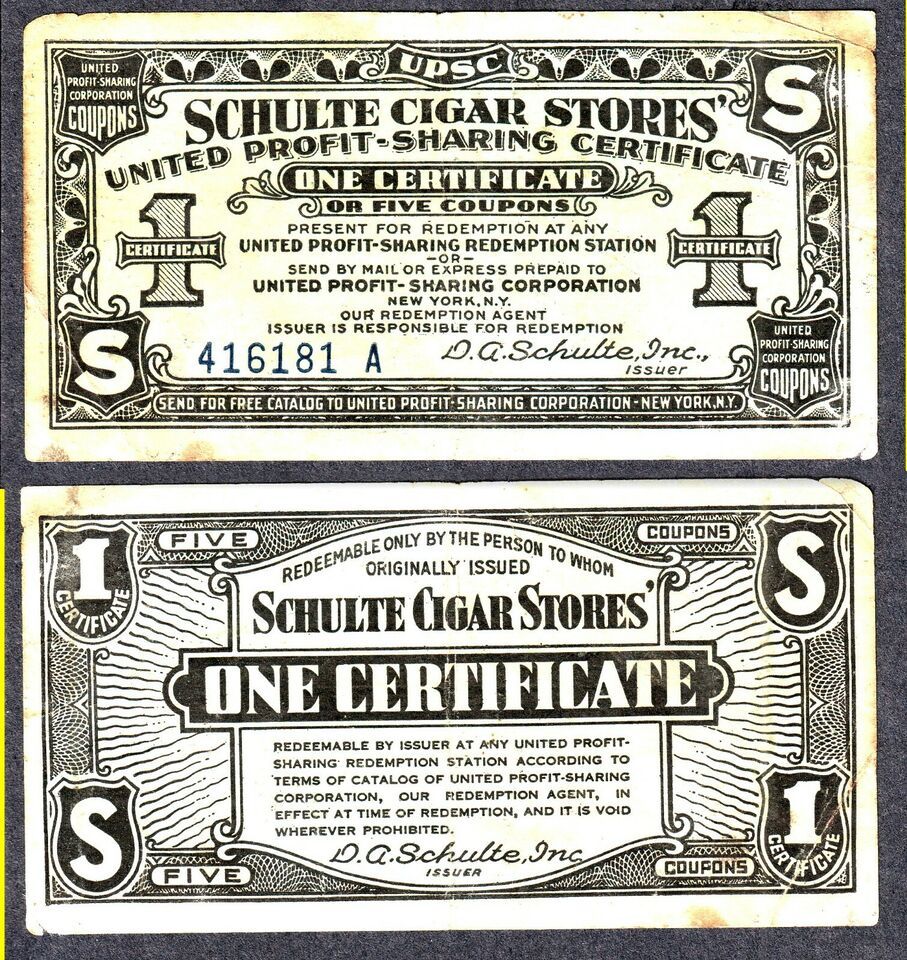 UPSC
UNITED
PROFIT-SHARING
CORPORATION
COUPONS
S
SCHULTE CIGAR STORES'
UNITED PROFIT-SHARING CERTIFICATE
ONE CERTIFICATE
OR FIVE COUPONS
1
CERTIFICATE
1
CERTIFICATE
PRESENT FOR REDEMPTION AT ANY
UNITED PROFIT-SHARING REDEMPTION STATION
-OR-
SEND BY MAIL OR EXPRESS PREPAID TO
UNITED PROFIT-SHARING CORPORATION
NEW YORK, N.Y.
OUR REDEMPTION AGENT
ISSUER IS RESPONSIBLE FOR REDEMPTION
416181 A
D.A. Schulte, Inc.,
Issuer
S
UNITED
PROFIT-SHARING
CORPORATION
COUPONS
SEND FOR FREE CATALOG TO UNITED PROFIT-SHARING CORPORATION-NEW YORK, N.Y.
1
CERTIFICATE
FIVE
COUPONS
S
REDEEMABLE ONLY BY THE PERSON TO WHOM
ORIGINALLY ISSUED
SCHULTE CIGAR STORES'
ONE CERTIFICATE
REDEEMABLE BY ISSUER AT ANY UNITED PROFIT-
SHARING REDEMPTION STATION ACCORDING TO
TERMS OF CATALOG OF UNITED PROFIT-SHARING
CORPORATION, OUR REDEMPTION AGENT, IN
EFFECT AT TIME OF REDEMPTION, AND IT IS VOID
WHEREVER PROHIBITED.
D.A. Schulte, Inc
ISSUER
S
FIVE
COUPONS
1
CERTIFICATE